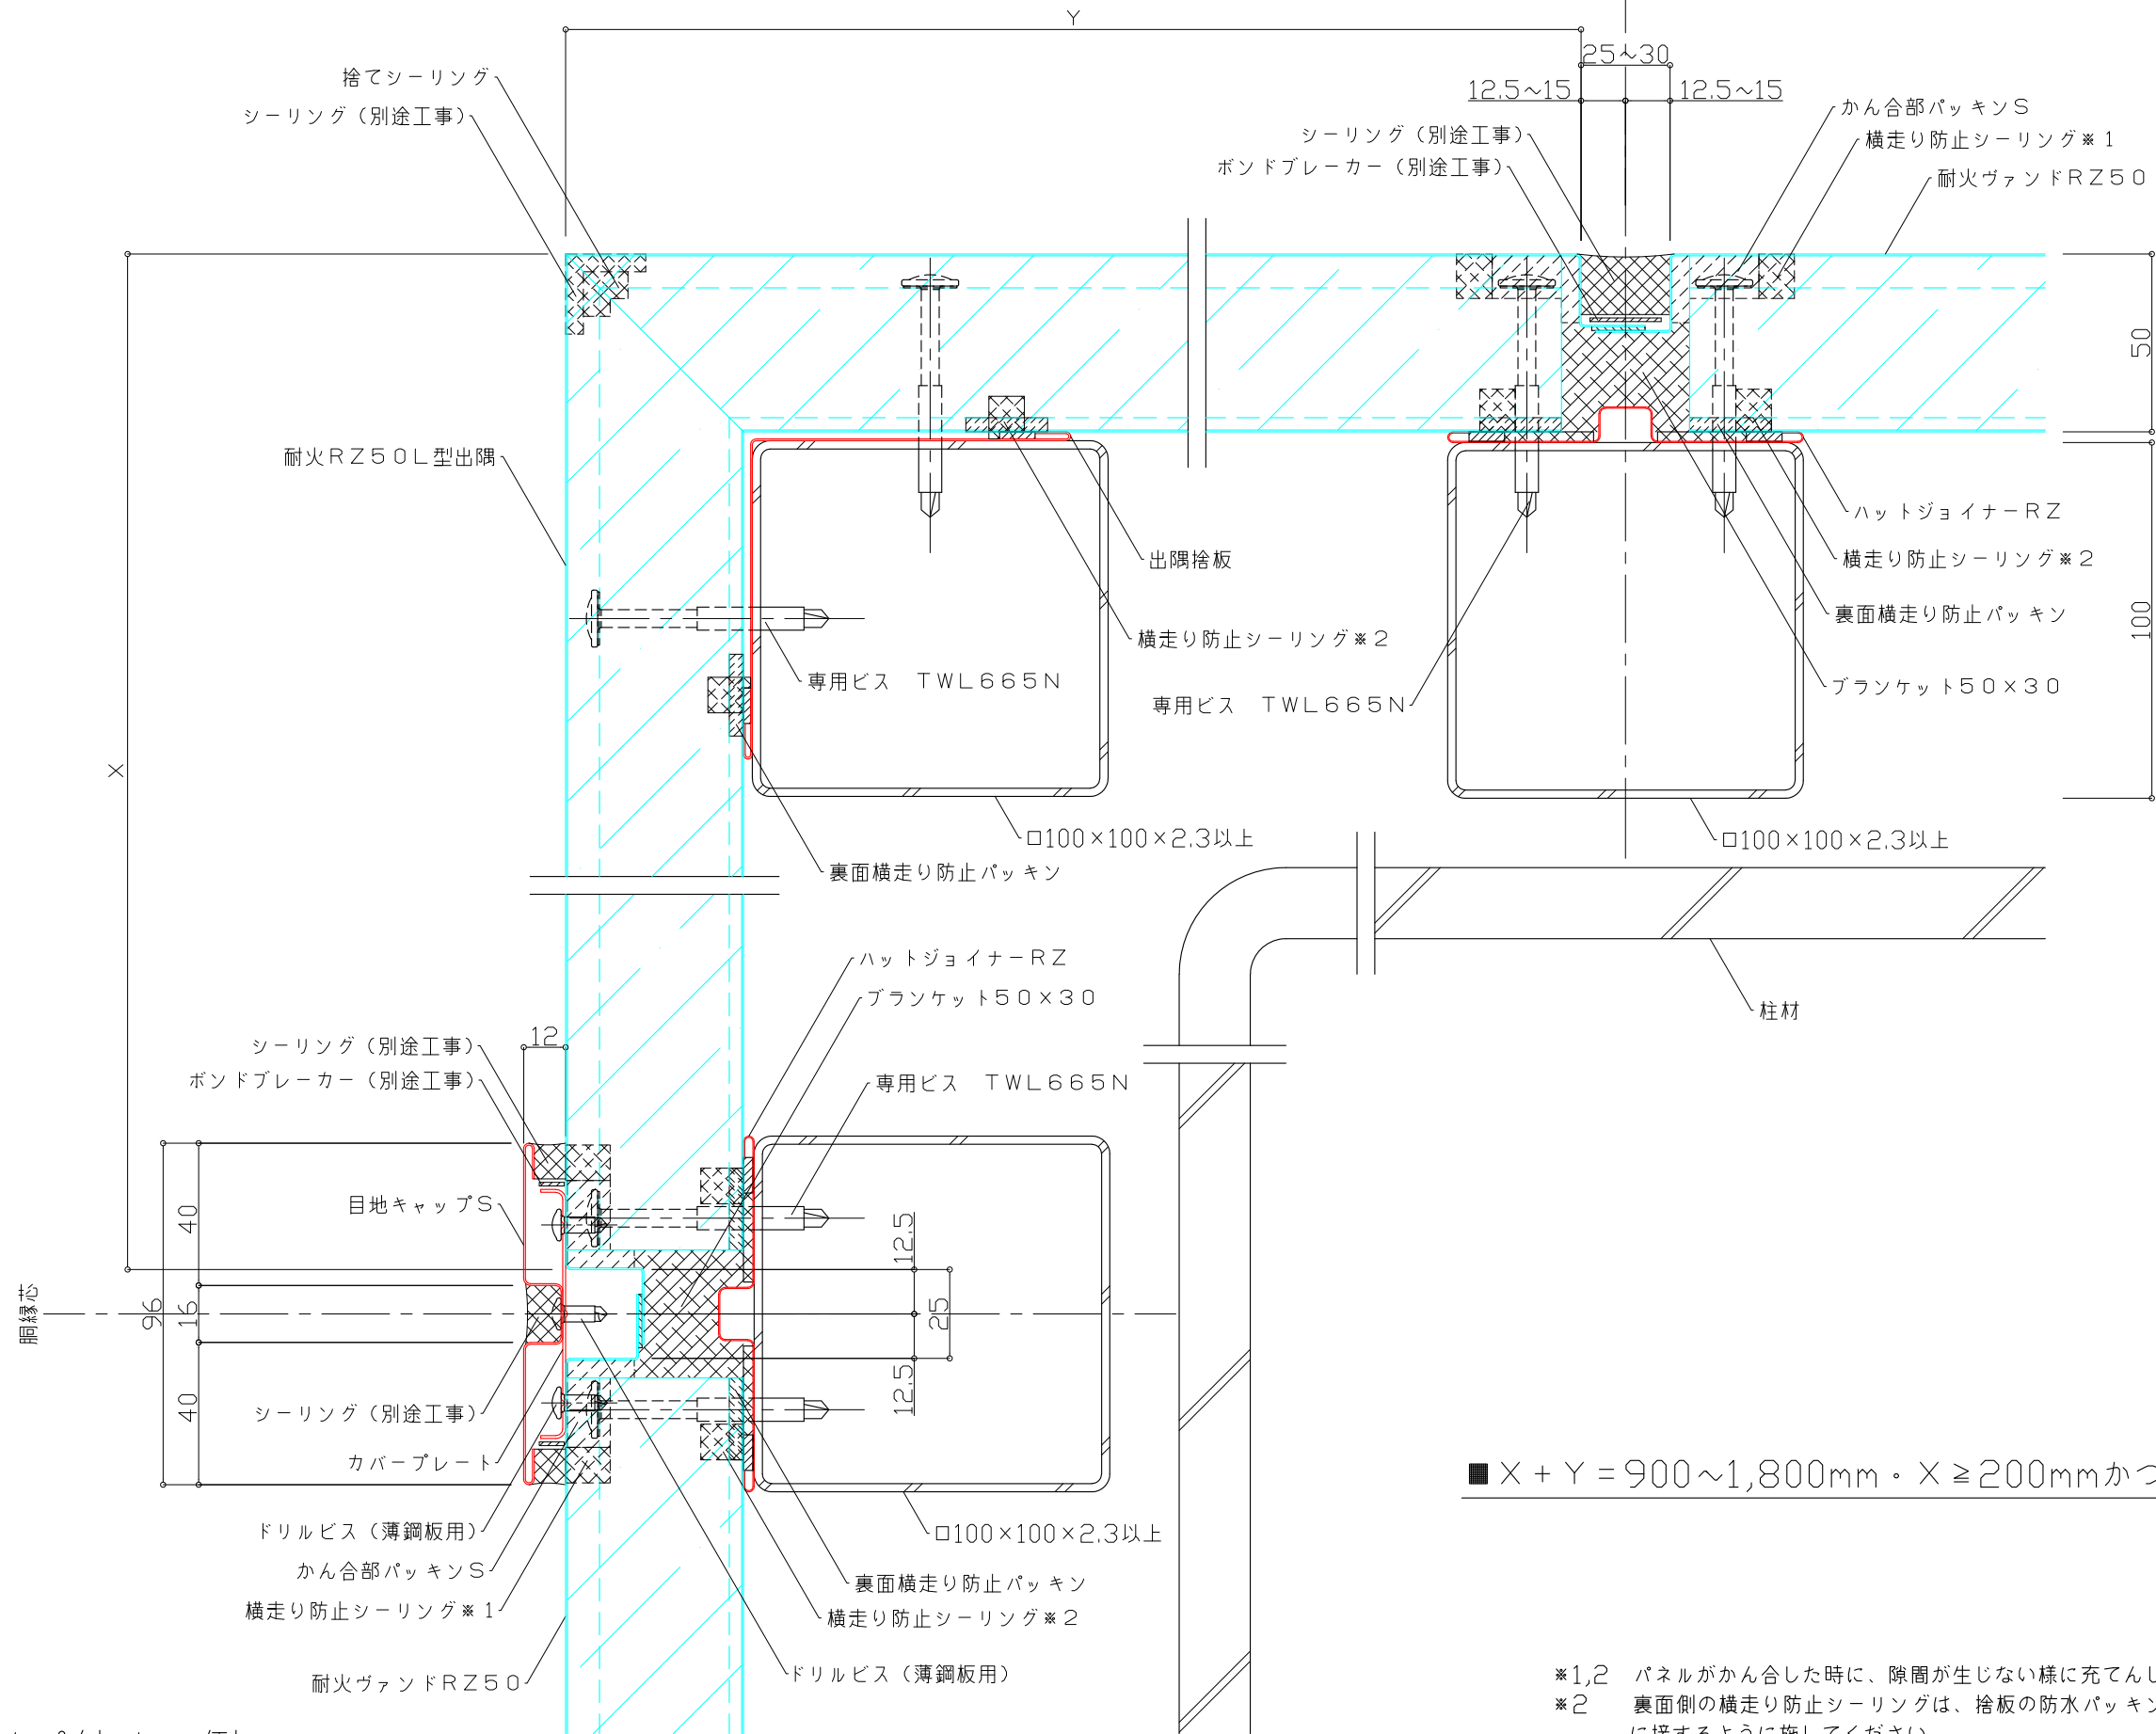 Y
25~30
12.5~15
12.5~15
捨てシーリング
シーリング（別途工事）
シーリング（別途工事）
ボンドブレーカー（別途工事）
かん合部パッキンS
横走り防止シーリング※1
耐火ヴァンドRZ50
50
100
耐火RZ50L型出隅
出隅捨板
横走り防止シーリング※2
専用ビス　TWL665N
専用ビス　TWL665N
ハットジョイナーRZ
横走り防止シーリング※2
裏面横走り防止パッキン
ブランケット50×30
X
□100×100×2.3以上
□100×100×2.3以上
裏面横走り防止パッキン
柱材
ハットジョイナーRZ
ブランケット50×30
専用ビス　TWL665N
12
シーリング（別途工事）
ボンドブレーカー（別途工事）
目地キャップS
40
16
40
96
胴縁芯
12.5
25
12.5
シーリング（別途工事）
カバープレート
ドリルビス（薄鋼板用）
かん合部パッキンS
横走り防止シーリング※1
耐火ヴァンドRZ50
□100×100×2.3以上
裏面横走り防止パッキン
横走り防止シーリング※2
ドリルビス（薄鋼板用）
■X＋Y＝900~1,800mm・X≧200mmかつ
※1,2　パネルがかん合した時に、隙間が生じない様に充てんし
※2　裏面側の横走り防止シーリングは、捨板の防水パッキン
に接するように施してください